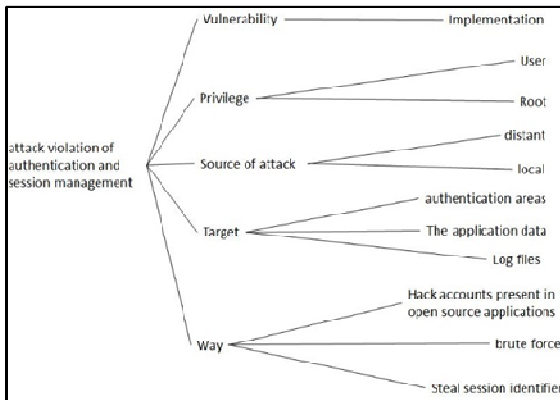 Vulnerability
Implementation
User
Privilege
Root
distant
attack violation of
authentication and
session management
Source of attack
local
authentication areas
Target
The application data
Log files
Hack accounts present in
open source applications
Way
brute force
Steal session identifier